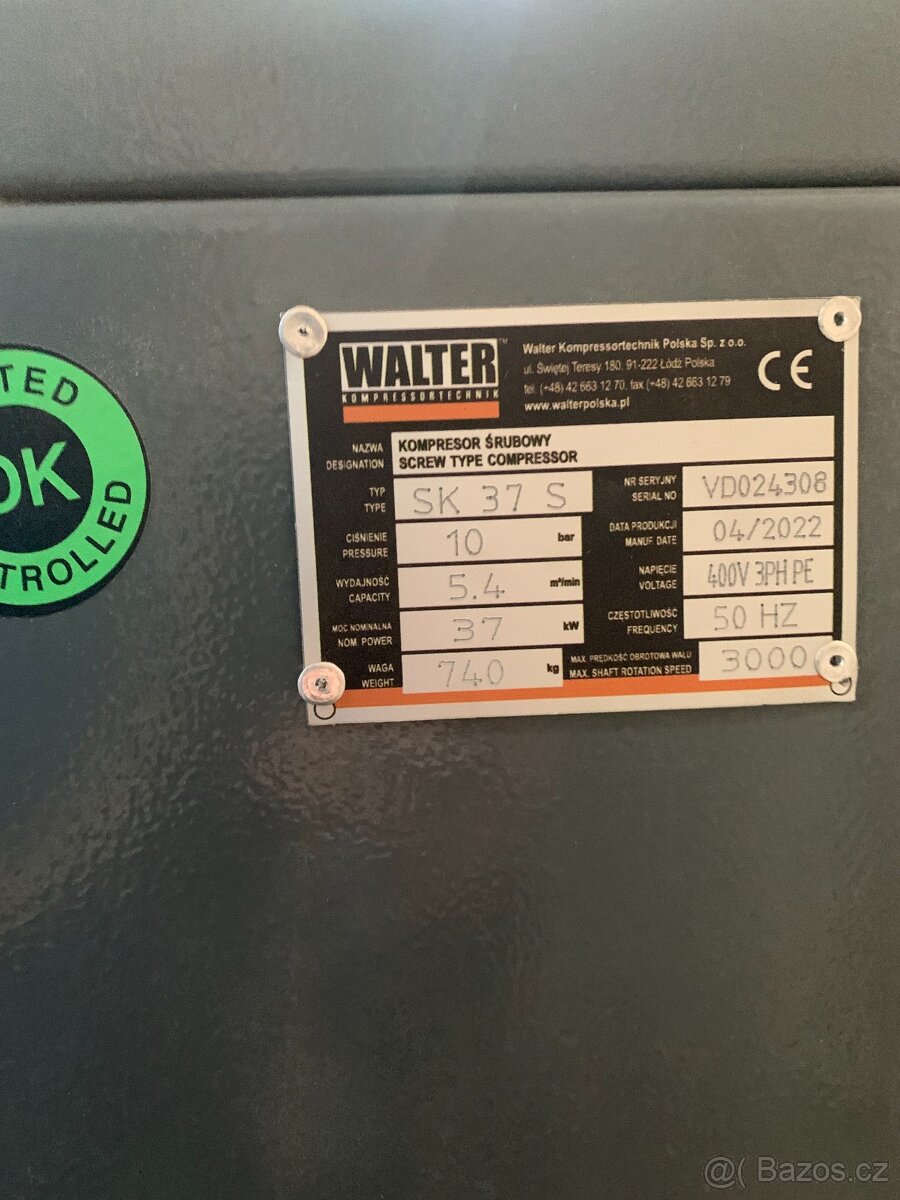 TED
OK
TROLLED
WALTER
KOMPRESSORTECHNIK
Walter Kompressortechnik Polska Sp. z o.o.
ul. Świętej Teresy 180, 91-222 Łódź Polska
tel. (+48) 42 663 12 70, fax (+48) 42 663 12 79
www.walterpolska.pl
CE
NAZWA
DESIGNATION
KOMPRESOR ŚRUBOWY
SCREW TYPE COMPRESSOR
TYP
TYPE
SK 37 S
NR SERYJNY
SERIAL NO
VD024308
CIŚNIENIE
PRESSURE
10 bar
DATA PRODUKCJI
MANUF. DATE
04/2022
WYDAJNOŚĆ
CAPACITY
5.4 m³/min
NAPIĘCIE
VOLTAGE
400V 3PH PE
MOC NOMINALNA
NOM. POWER
37 kW
CZĘSTOTLIWOŚĆ
FREQUENCY
50 HZ
WAGA
WEIGHT
740 kg
MAX. PRĘDKOŚĆ OBROTOWA WAŁU
MAX. SHAFT ROTATION SPEED
3000
@( Bazos.cz